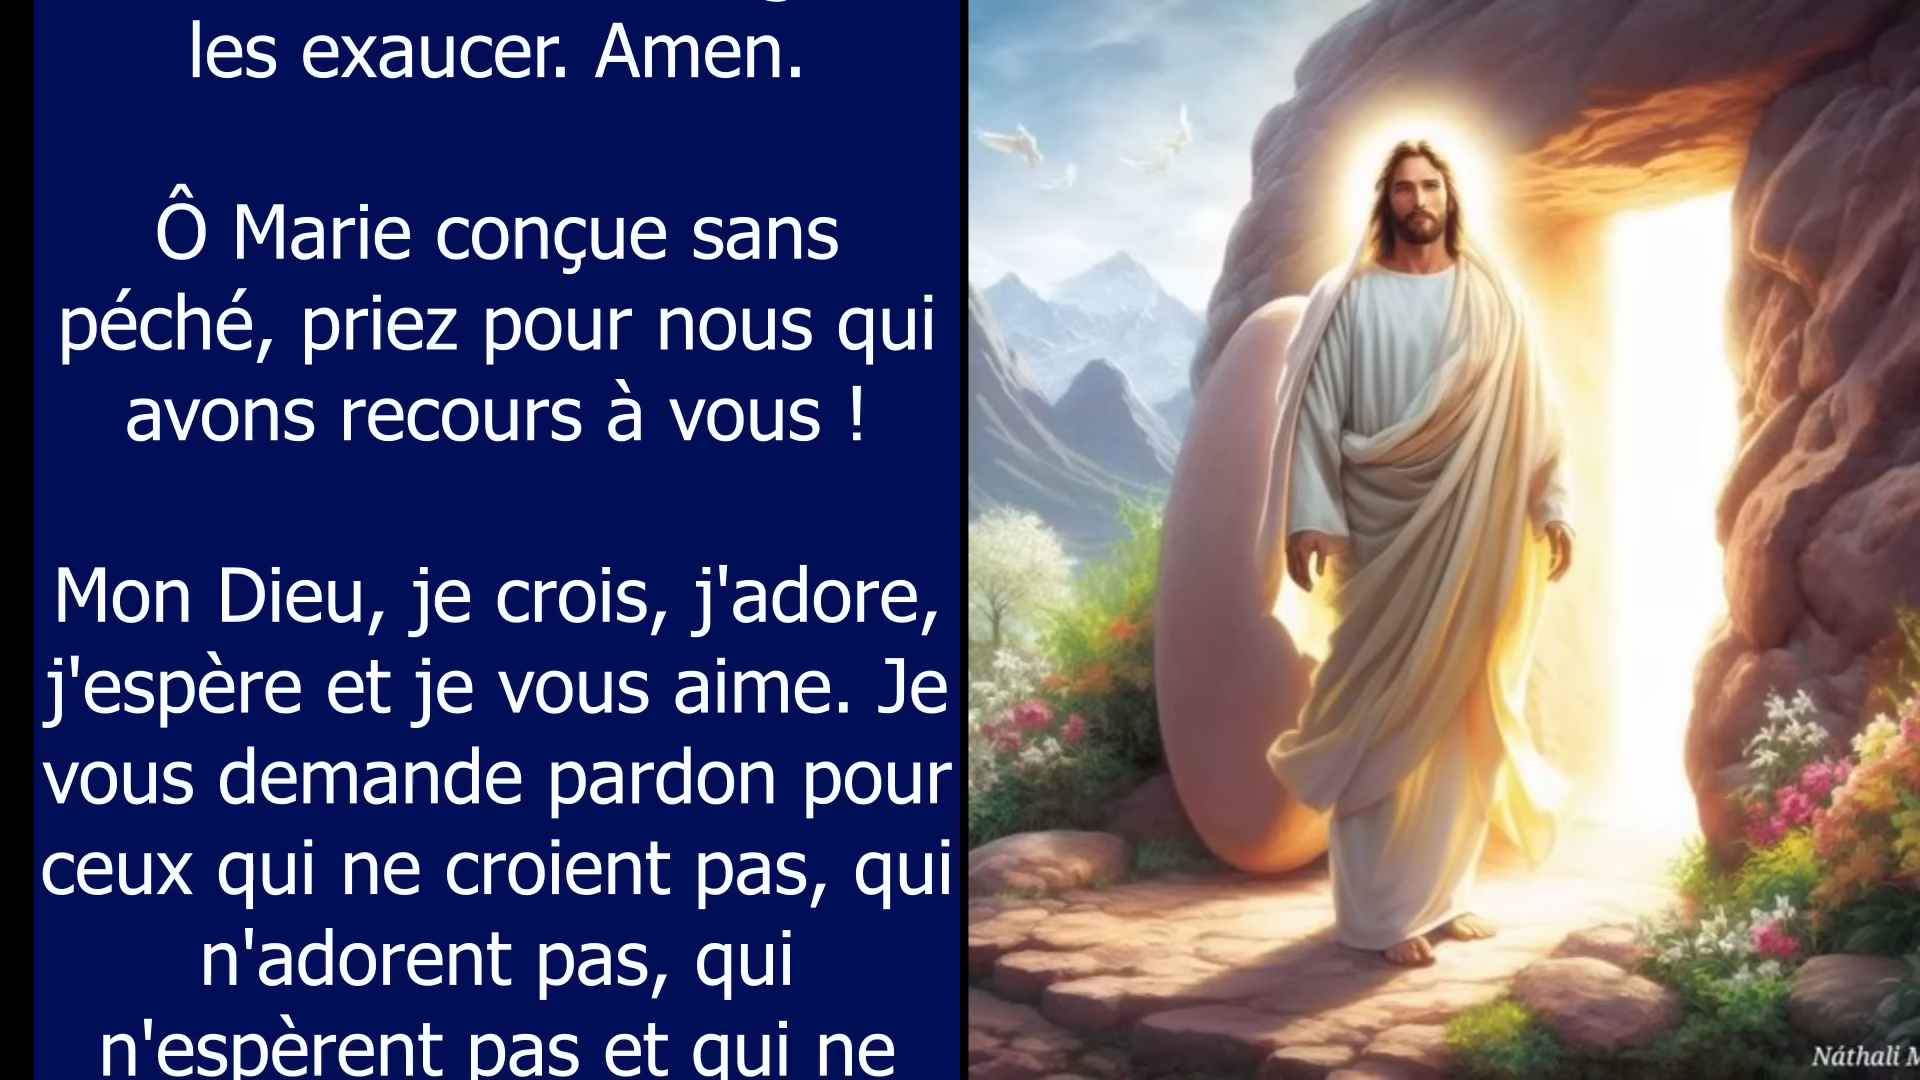 les exaucer. Amen.
Ô Marie conçue sans
péché, priez pour nous qui
avons recours à vous !
Mon Dieu, je crois, j'adore,
j'espère et je vous aime. Je
vous demande pardon pour
ceux qui ne croient pas, qui
n'adorent pas, qui
n'espèrent pas et qui ne
Náthali